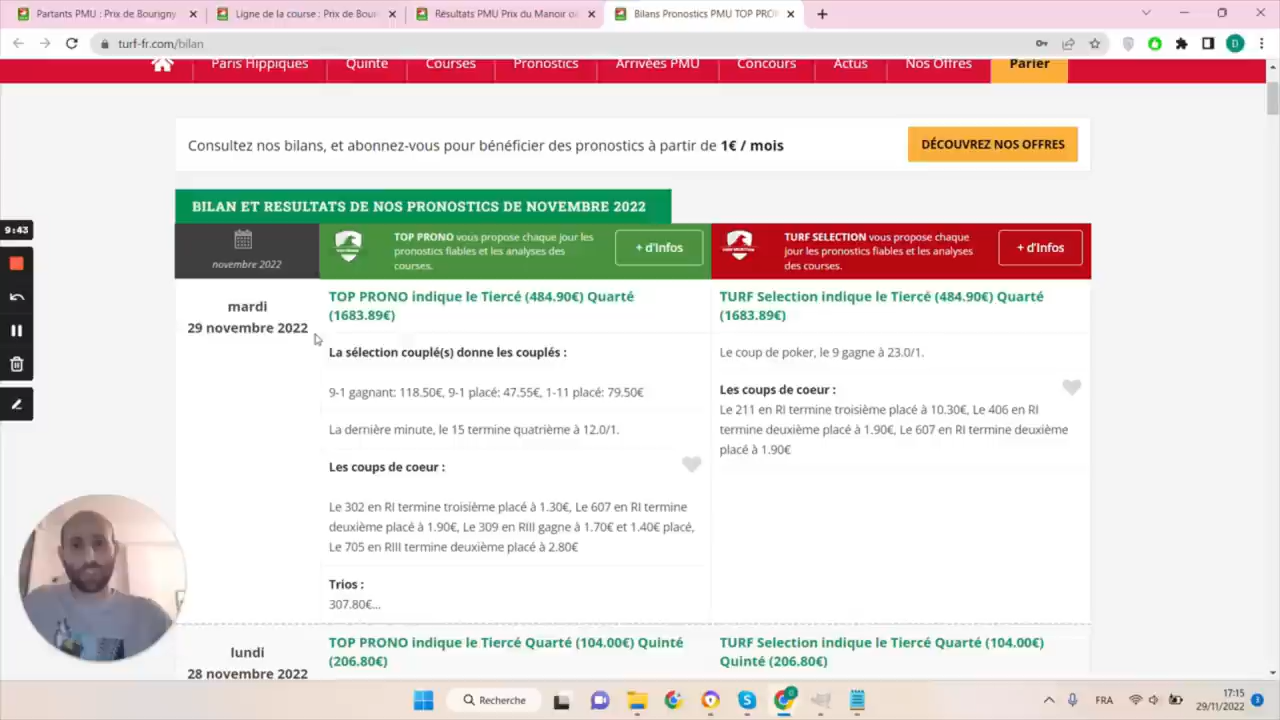 Partants PMU : Prix de Bourigny
Ligne de la course : Prix de Bour
Résultats PMU Prix du Manoir de
Bilans Pronostics PMU TOP PRON
turf-fr.com/bilan
D
Paris Hippiques
Quinte
Courses
Pronostics
Arrivées PMU
Concours
Actus
Nos Offres
Parier
Consultez nos bilans, et abonnez-vous pour bénéficier des pronostics à partir de 1€ / mois
DÉCOUVREZ NOS OFFRES
BILAN ET RESULTATS DE NOS PRONOSTICS DE NOVEMBRE 2022
9:43
novembre 2022
TOP PRONO vous propose chaque jour les
pronostics fiables et les analyses des
courses.
+ d'Infos
TURF SELECTION vous propose chaque
jour les pronostics fiables et les analyses
des courses.
+ d'Infos
mardi
29 novembre 2022
TOP PRONO indique le Tiercé (484.90€) Quarté
(1683.89€)
La sélection couplé(s) donne les couplés :
9-1 gagnant: 118.50€, 9-1 placé: 47.55€, 1-11 placé: 79.50€
La dernière minute, le 15 termine quatrième à 12.0/1.
Les coups de coeur :
Le 302 en RI termine troisième placé à 1.30€, Le 607 en RI termine
deuxième placé à 1.90€, Le 309 en RIII gagne à 1.70€ et 1.40€ placé,
Le 705 en RIII termine deuxième placé à 2.80€
Trios :
307.80€...
TURF Selection indique le Tiercé (484.90€) Quarté
(1683.89€)
Le coup de poker, le 9 gagne à 23.0/1.
Les coups de coeur :
Le 211 en RI termine troisième placé à 10.30€, Le 406 en RI
termine deuxième placé à 1.90€, Le 607 en RI termine deuxième
placé à 1.90€
lundi
28 novembre 2022
TOP PRONO indique le Tiercé Quarté (104.00€) Quinté
(206.80€)
TURF Selection indique le Tiercé Quarté (104.00€)
Quinté (206.80€)
Recherche
FRA
17:15
29/11/2022
3